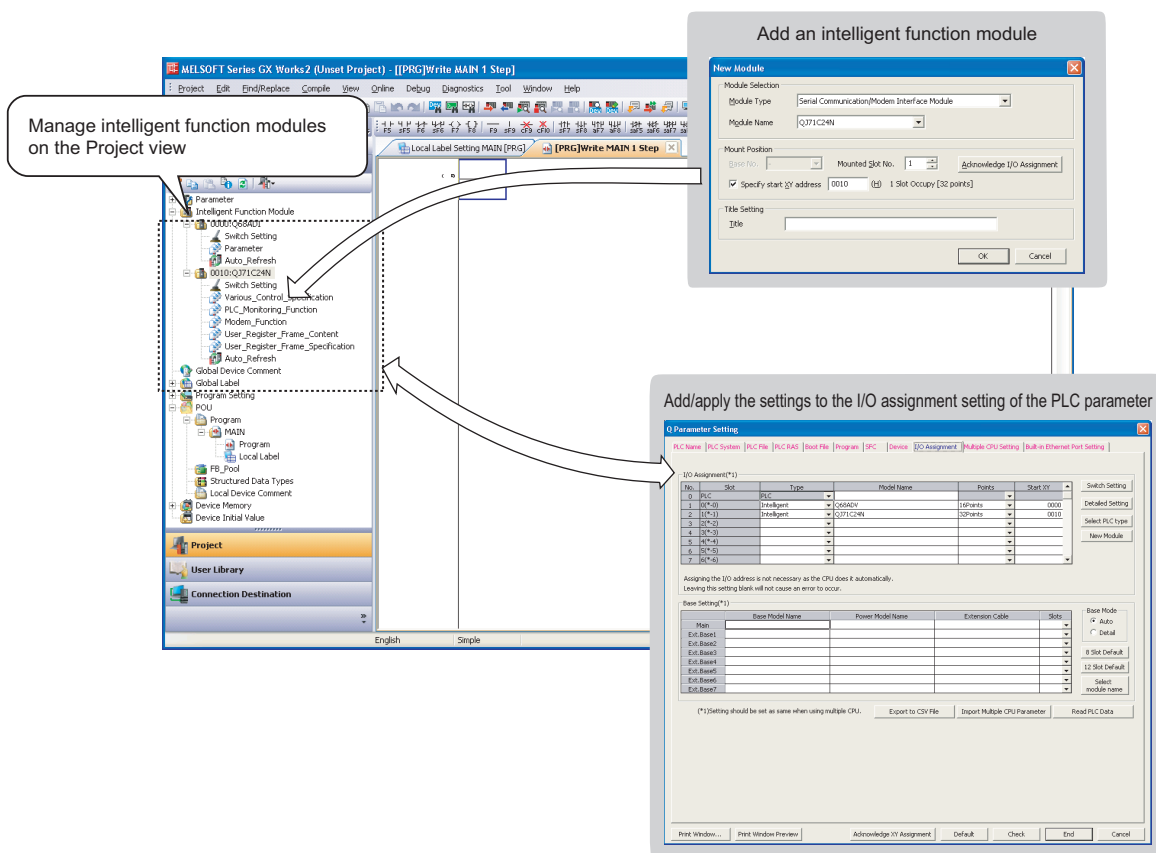 Add an intelligent function module
MELSOFT Series GX Works2 (Unset Project) - [[PRG]Write MAIN 1 Step]
Project Edit Find/Replace Compile View Online Debug Diagnostics Tool Window Help
Manage intelligent function modules
on the Project view
Local Label Setting MAIN [PRG] [PRG]Write MAIN 1 Step
Parameter
Intelligent Function Module
Switch Setting
Parameter
Auto_Refresh
0010:QJ71C24N
Switch Setting
Various_Control_Specification
PLC_Monitoring_Function
Modem_Function
User_Register_Frame_Content
User_Register_Frame_Specification
Auto_Refresh
Global Device Comment
Global Label
Program Setting
POU
Program
MAIN
Program
Local Label
FB_Pool
Structured Data Types
Local Device Comment
Device Memory
Device Initial Value
Project
User Library
Connection Destination
English Simple
New Module
Module Selection
Module Type Serial Communication/Modem Interface Module
Module Name QJ71C24N
Mount Position
Base No. - Mounted Slot No. 1 Acknowledge I/O Assignment
Specify start XY address 0010 (H) 1 Slot Occupy [32 points]
Title Setting
Title
OK Cancel
Add/apply the settings to the I/O assignment setting of the PLC parameter
Q Parameter Setting
PLC Name PLC System PLC File PLC RAS Boot File Program SFC Device I/O Assignment Multiple CPU Setting Built-in Ethernet Port Setting
I/O Assignment(*1)
No. Slot Type Model Name Points Start XY
0 PLC PLC
1 0(*-0) Intelligent Q68ADV 16Points 0000
2 1(*-1) Intelligent QJ71C24N 32Points 0010
3 2(*-2)
4 3(*-3)
5 4(*-4)
6 5(*-5)
7 6(*-6)
Switch Setting
Detailed Setting
Select PLC type
New Module
Assigning the I/O address is not necessary as the CPU does it automatically.
Leaving this setting blank will not cause an error to occur.
Base Setting(*1)
Base Model Name Power Model Name Extension Cable Slots
Main
Ext.Base1
Ext.Base2
Ext.Base3
Ext.Base4
Ext.Base5
Ext.Base6
Ext.Base7
Base Mode
Auto
Detail
8 Slot Default
12 Slot Default
Select
module name
(*1)Setting should be set as same when using multiple CPU. Export to CSV File Import Multiple CPU Parameter Read PLC Data
Print Window... Print Window Preview Acknowledge XY Assignment Default Check End Cancel